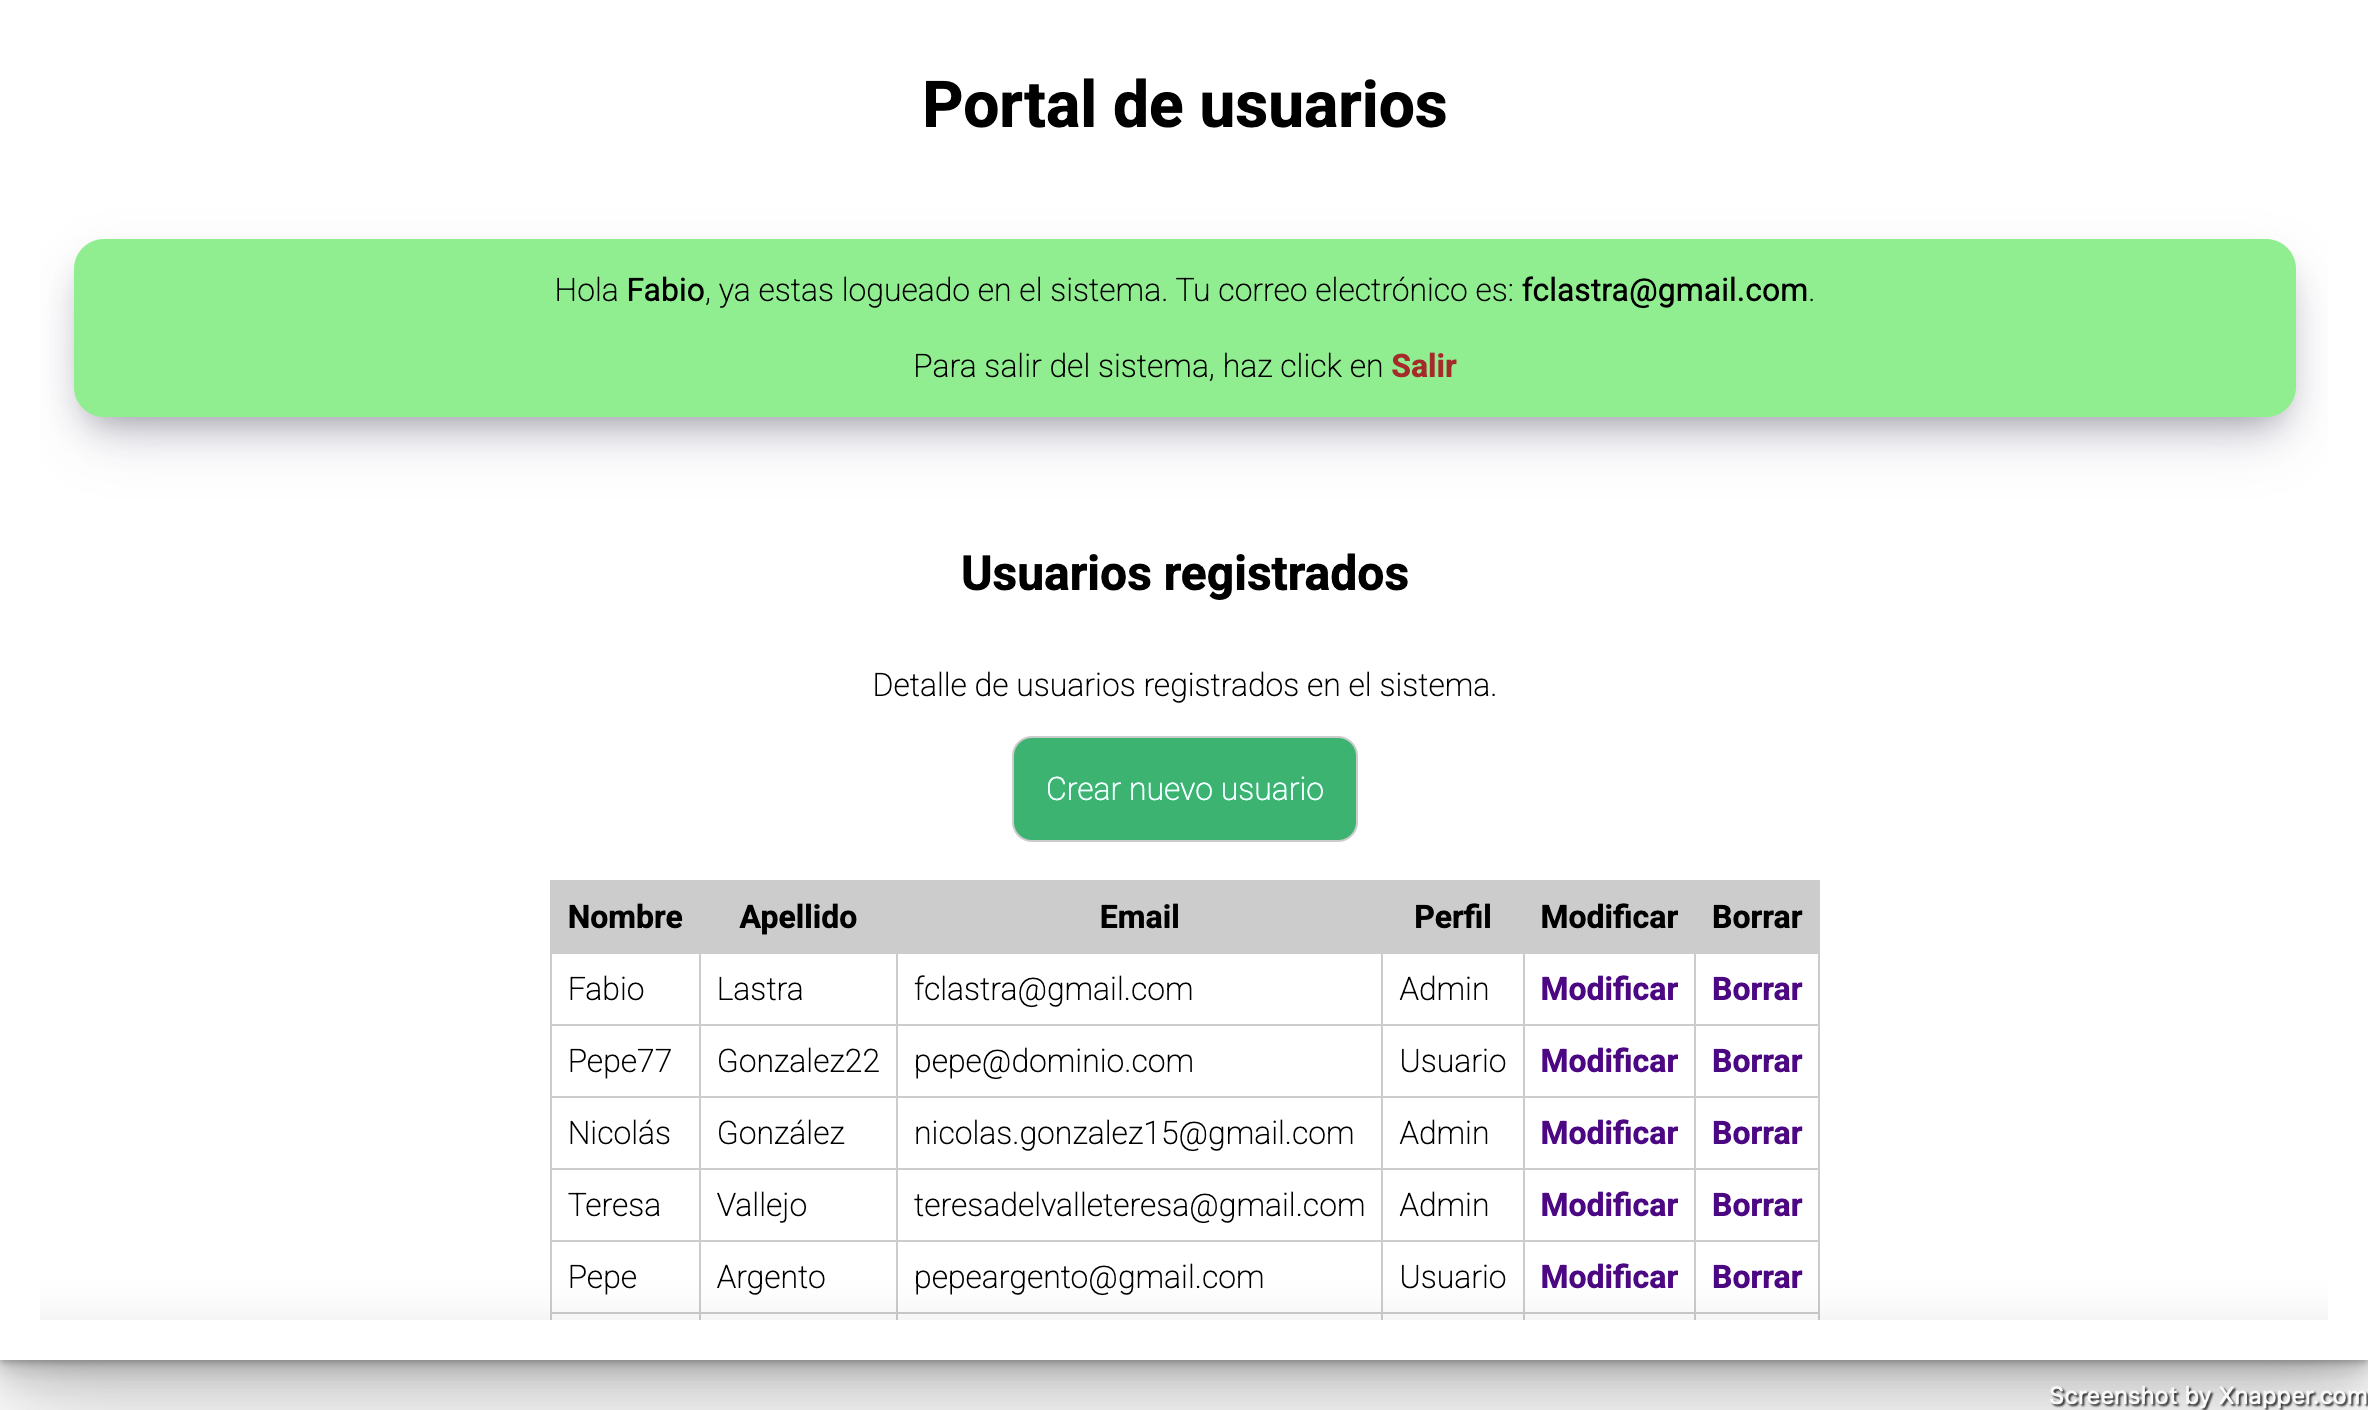 Portal de usuarios
Hola Fabio, ya estas logueado en el sistema. Tu correo electrónico es: fclastra@gmail.com.
Para salir del sistema, haz click en Salir
Usuarios registrados
Detalle de usuarios registrados en el sistema.
Crear nuevo usuario
Nombre Apellido Email Perfil Modificar Borrar
Fabio Lastra fclastra@gmail.com Admin Modificar Borrar
Pepe77 Gonzalez22 pepe@dominio.com Usuario Modificar Borrar
Nicolás González nicolas.gonzalez15@gmail.com Admin Modificar Borrar
Teresa Vallejo teresadelvalleteresa@gmail.com Admin Modificar Borrar
Pepe Argento pepeargento@gmail.com Usuario Modificar Borrar
Screenshot by Xnapper.com